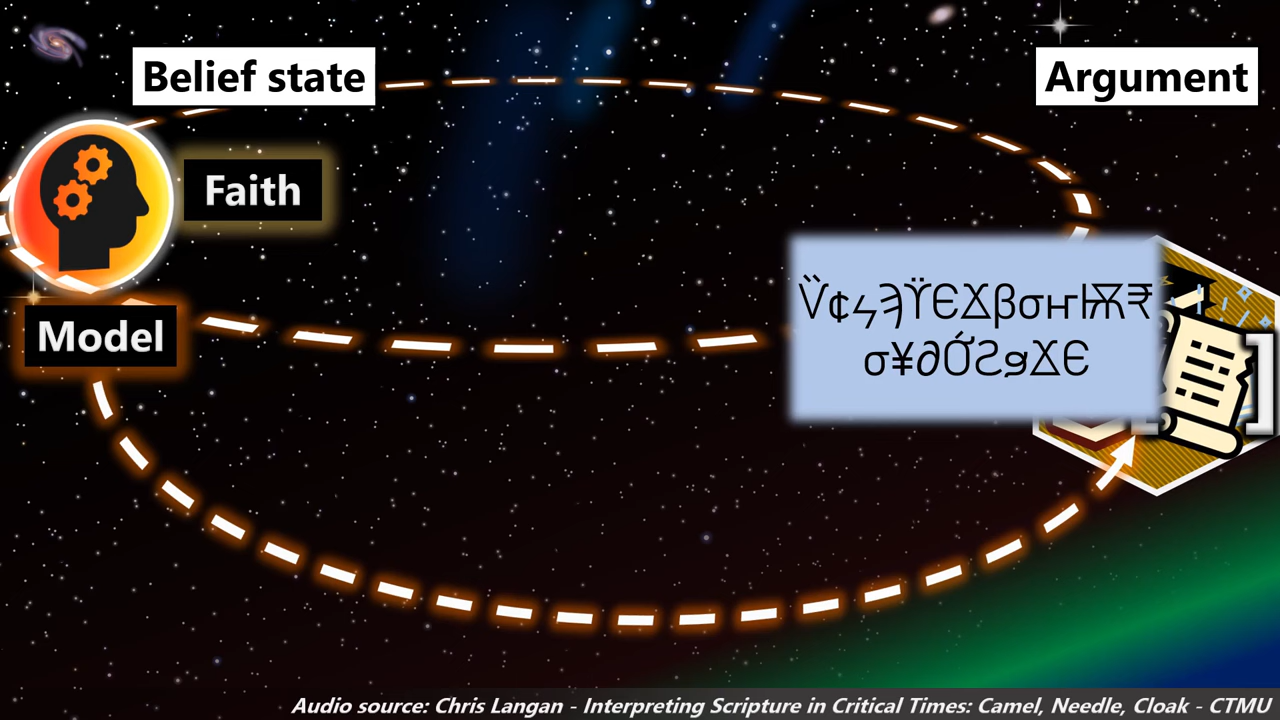 Belief state
Argument
Faith
Model
Audio source: Chris Langan - Interpreting Scripture in Critical Times: Camel, Needle, Cloak - CTMU